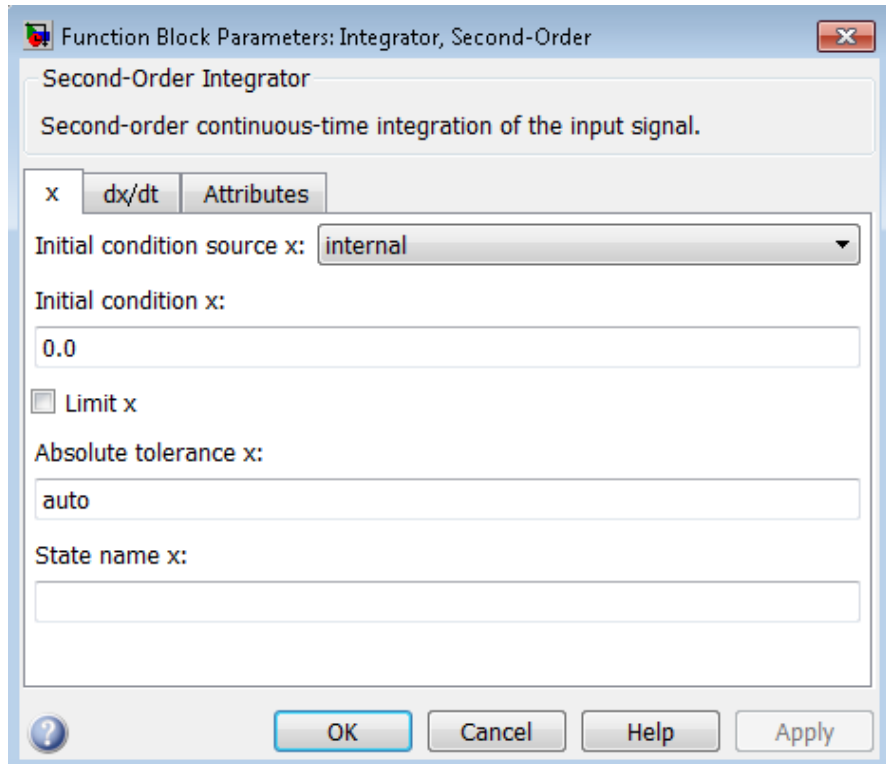 Function Block Parameters: Integrator, Second-Order
Second-Order Integrator
Second-order continuous-time integration of the input signal.
x dx/dt Attributes
Initial condition source x: internal
Initial condition x:
0.0
Limit x
Absolute tolerance x:
auto
State name x:
OK Cancel Help Apply